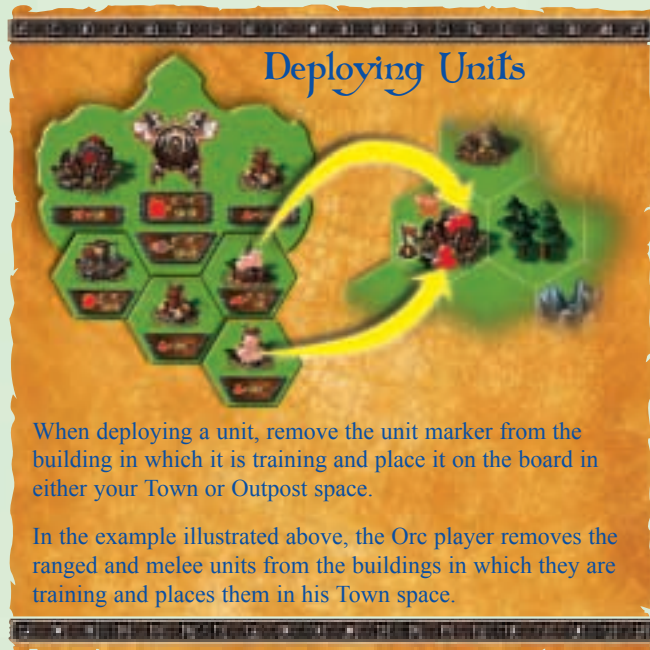 Deploying Units
When deploying a unit, remove the unit marker from the
building in which it is training and place it on the board in
either your Town or Outpost space.
In the example illustrated above, the Orc player removes the
ranged and melee units from the buildings in which they are
training and places them in his Town space.